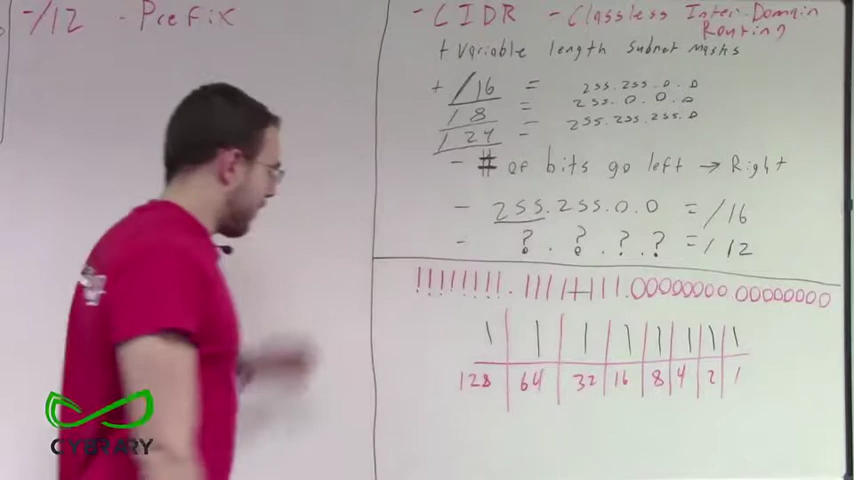 -/12 - Prefix
- CIDR - Classless Inter-Domain
Routing
+ Variable length Subnet masks
+ /16 = 255.255.0.0
/8 = 255.0.0.0
/24 - 255.255.255.0
- # of bits go left → Right
- 255.255.0.0 = /16
- ?.?.?.? = /12
11111111.11111111.00000000 00000000
1 1 1 1 1 1 1 1
128 64 32 16 8 4 2 1
CYBRARY